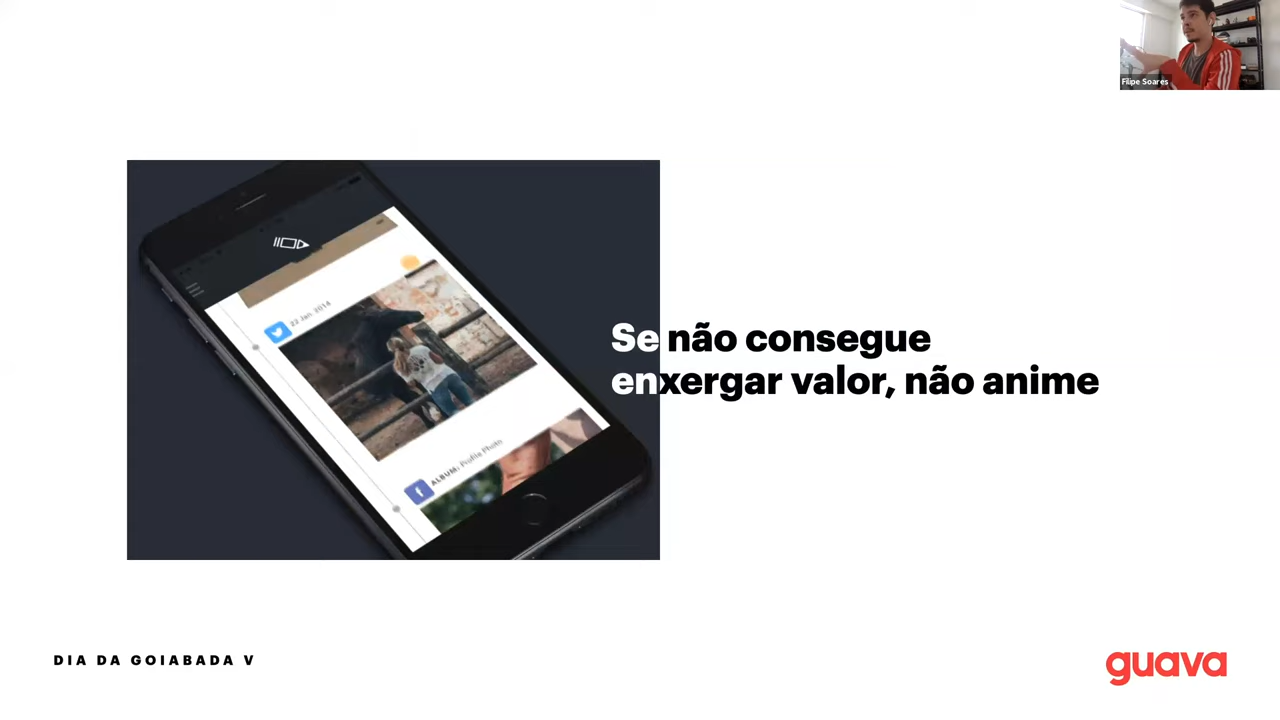 Filipe Soares
22 Jan 2014
Se não consegue
enxergar valor, não anime
ALBUM: Profile Photo
DIA DA GOIABADA V
guava